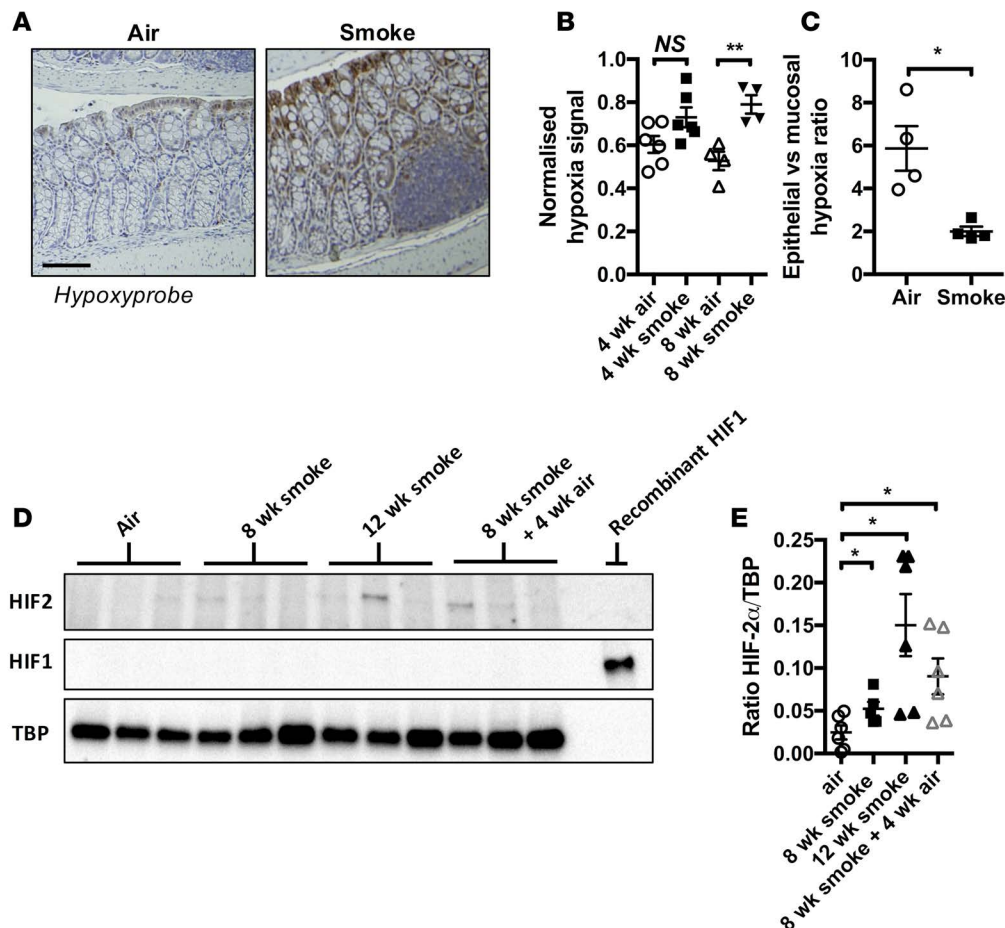 A
Air
Smoke
Hypoxyprobe
B
NS
**
Normalised
hypoxia signal
1.0
0.8
0.6
0.4
0.2
0.0
4 wk air
4 wk smoke
8 wk air
8 wk smoke
C
*
Epithelial vs mucosal
hypoxia ratio
10
8
6
4
2
0
Air
Smoke
D
Air
8 wk smoke
12 wk smoke
8 wk smoke
+ 4 wk air
Recombinant HIF1
HIF2
HIF1
TBP
E
*
*
*
Ratio HIF-2α/TBP
0.25
0.20
0.15
0.10
0.05
0.00
air
8 wk smoke
12 wk smoke
8 wk smoke + 4 wk air